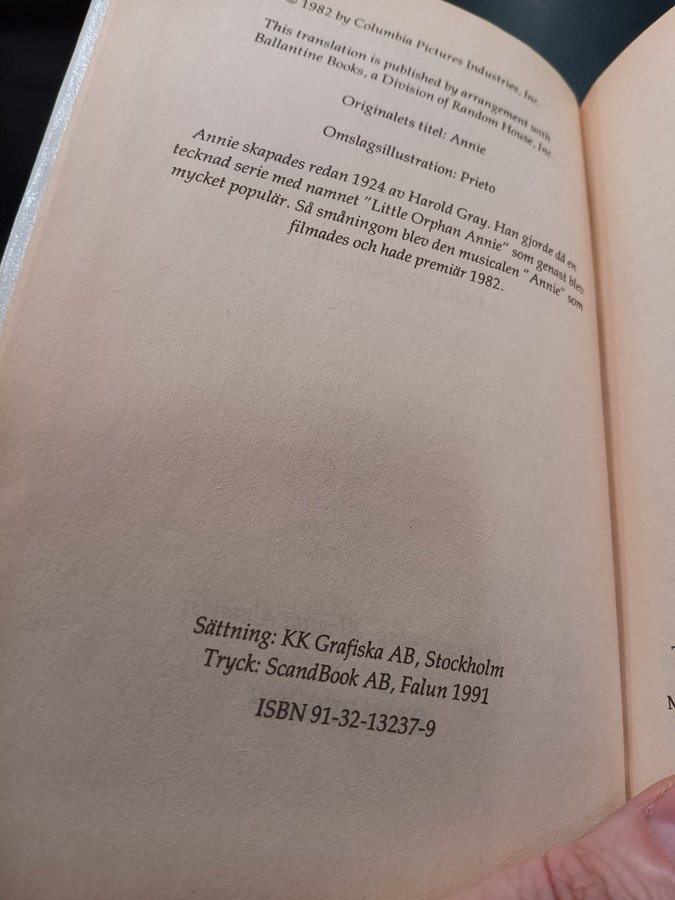 © 1982 by Columbia Pictures Industries, Inc.
This translation is published by arrangement with
Ballantine Books, a Division of Random House, Inc.
Originalets titel: Annie
Omslagsillustration: Prieto
Annie skapades redan 1924 av Harold Gray. Han gjorde då en
tecknad serie med namnet "Little Orphan Annie" som genast blev
mycket populär. Så småningom blev den musicalen "Annie" som
filmades och hade premiär 1982.
Sättning: KK Grafiska AB, Stockholm
Tryck: ScandBook AB, Falun 1991
ISBN 91-32-13237-9